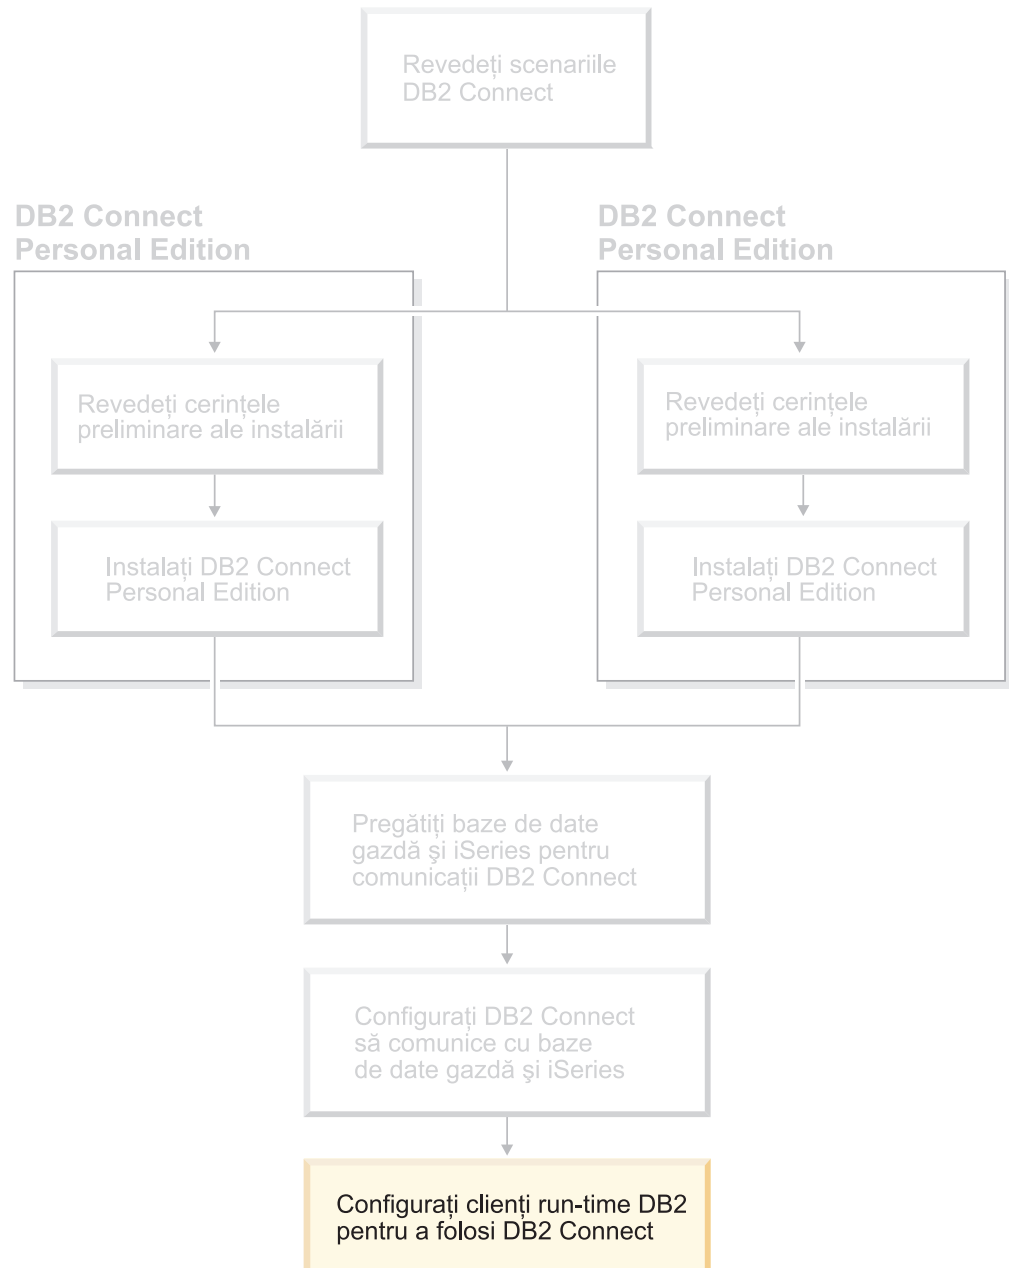 Revedeți scenariile
DB2 Connect
DB2 Connect
Personal Edition
Revedeți cerințele
preliminare ale instalării
Instalați DB2 Connect
Personal Edition
DB2 Connect
Personal Edition
Revedeți cerințele
preliminare ale instalării
Instalați DB2 Connect
Personal Edition
Pregătiți baze de date
gazdă și iSeries pentru
comunicații DB2 Connect
Configurați DB2 Connect
să comunice cu baze
de date gazdă și iSeries
Configurați clienți run-time DB2
pentru a folosi DB2 Connect